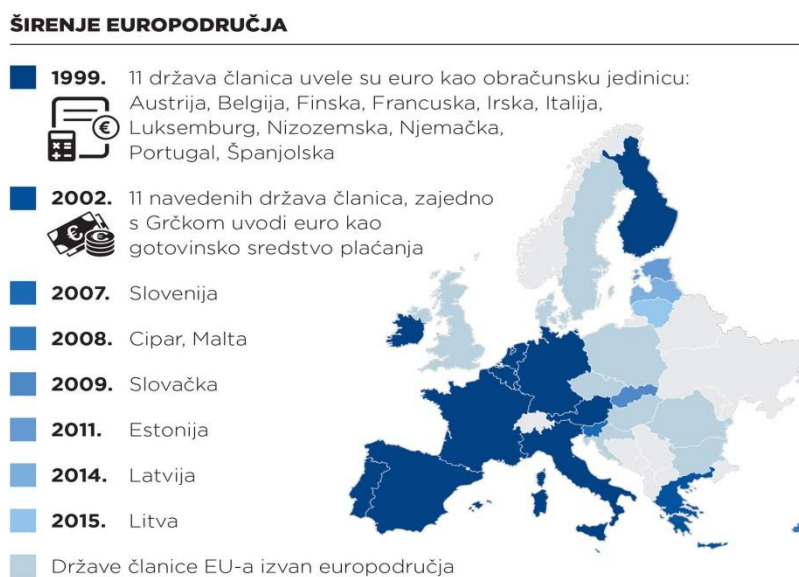 ŠIRENJE EUROPODRUČJA
1999. 11 država članica uvele su euro kao obračunsku jedinicu:
Austrija, Belgija, Finska, Francuska, Irska, Italija,
Luksemburg, Nizozemska, Njemačka,
Portugal, Španjolska
2002. 11 navedenih država članica, zajedno
s Grčkom uvodi euro kao
gotovinsko sredstvo plaćanja
2007. Slovenija
2008. Cipar, Malta
2009. Slovačka
2011. Estonija
2014. Latvija
2015. Litva
Države članice EU-a izvan europodručja